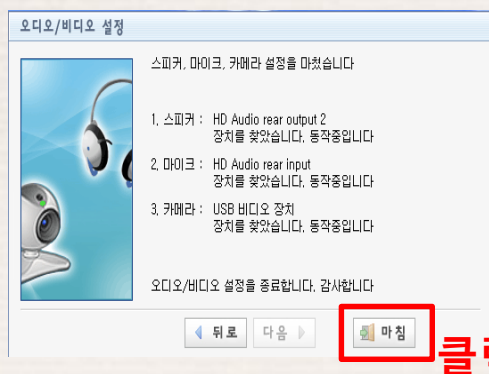 오디오/비디오 설정
스피커, 마이크, 카메라 설정을 마쳤습니다
1. 스피커 : HD Audio rear output 2
장치를 찾았습니다. 동작중입니다
2. 마이크 : HD Audio rear input
장치를 찾았습니다. 동작중입니다
3. 카메라 : USB 비디오 장치
장치를 찾았습니다. 동작중입니다
오디오/비디오 설정을 종료합니다. 감사합니다
뒤로 다음 마침